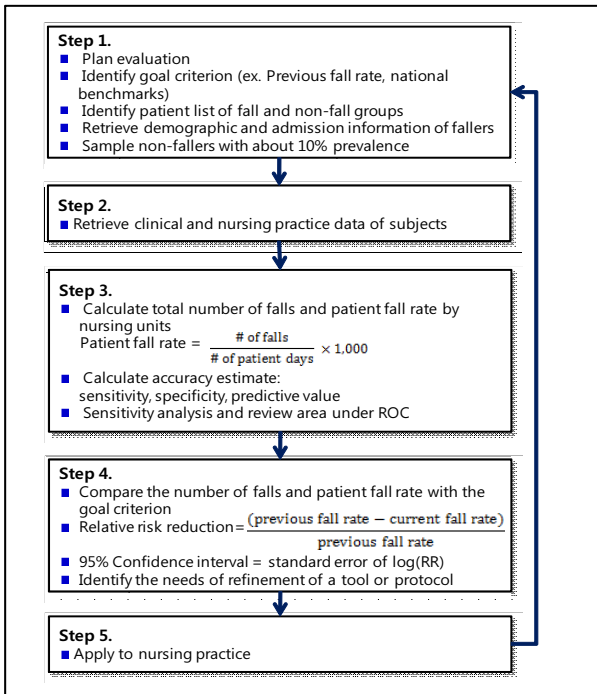 Step 1.
■ Plan evaluation
■ Identify goal criterion (ex. Previous fall rate, national
benchmarks)
■ Identify patient list of fall and non-fall groups
■ Retrieve demographic and admission information of fallers
■ Sample non-fallers with about 10% prevalence
Step 2.
■ Retrieve clinical and nursing practice data of subjects
Step 3.
■ Calculate total number of falls and patient fall rate by
nursing units
Patient fall rate = # of falls / # of patient days × 1,000
■ Calculate accuracy estimate:
sensitivity, specificity, predictive value
■ Sensitivity analysis and review area under ROC
Step 4.
■ Compare the number of falls and patient fall rate with the
goal criterion
■ Relative risk reduction = (previous fall rate − current fall rate) / previous fall rate
■ 95% Confidence interval = standard error of log(RR)
■ Identify the needs of refinement of a tool or protocol
Step 5.
■ Apply to nursing practice